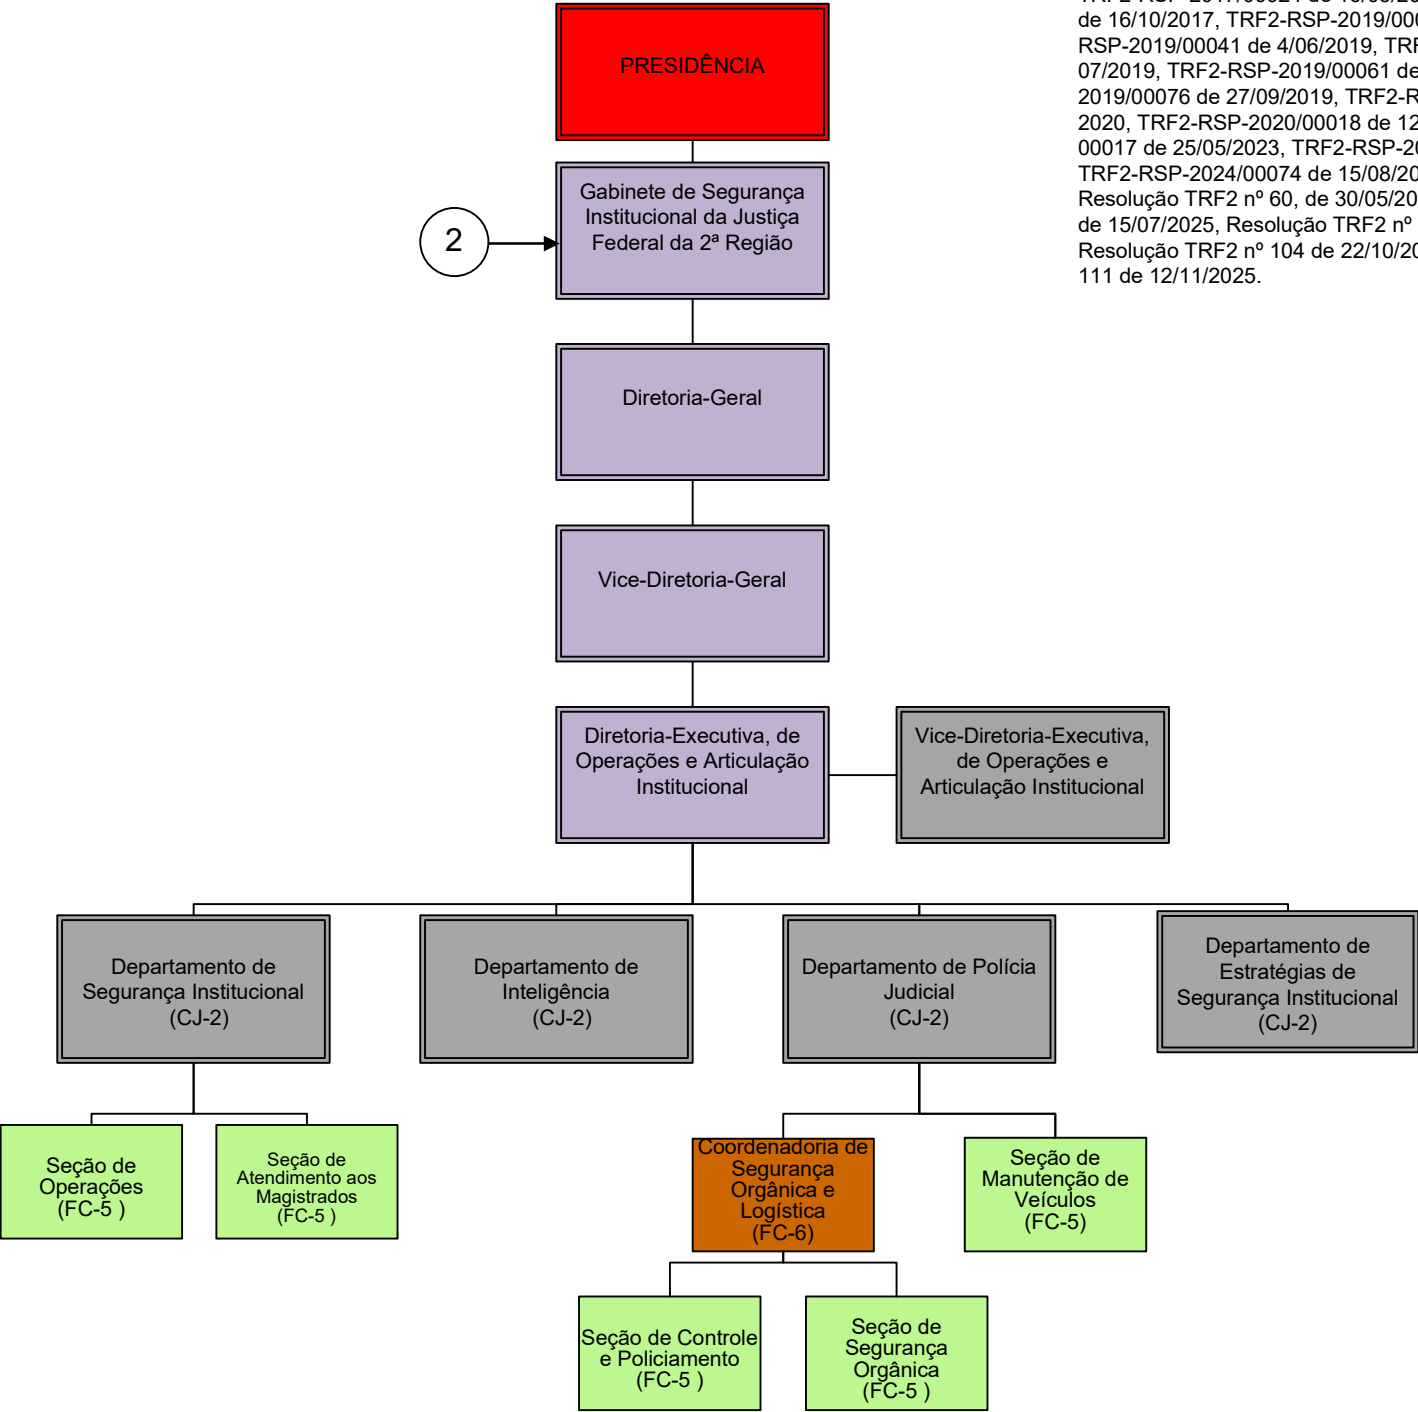 de 16/10/2017, TRF2-RSP-2019/000
RSP-2019/00041 de 4/06/2019, TRF
07/2019, TRF2-RSP-2019/00061 de
2019/00076 de 27/09/2019, TRF2-R
2020, TRF2-RSP-2020/00018 de 12
00017 de 25/05/2023, TRF2-RSP-20
TRF2-RSP-2024/00074 de 15/08/20
Resolução TRF2 nº 60, de 30/05/20
de 15/07/2025, Resolução TRF2 nº
Resolução TRF2 nº 104 de 22/10/20
111 de 12/11/2025.
PRESIDÊNCIA
Gabinete de Segurança
Institucional da Justiça
Federal da 2ª Região
2
Diretoria-Geral
Vice-Diretoria-Geral
Diretoria-Executiva, de
Operações e Articulação
Institucional
Vice-Diretoria-Executiva,
de Operações e
Articulação Institucional
Departamento de
Segurança Institucional
(CJ-2)
Departamento de
Inteligência
(CJ-2)
Departamento de Polícia
Judicial
(CJ-2)
Departamento de
Estratégias de
Segurança Institucional
(CJ-2)
Seção de
Operações
(FC-5 )
Seção de
Atendimento aos
Magistrados
(FC-5 )
Coordenadoria de
Segurança
Orgânica e
Logística
(FC-6)
Seção de
Manutenção de
Veículos
(FC-5)
Seção de Controle
e Policiamento
(FC-5 )
Seção de
Segurança
Orgânica
(FC-5 )